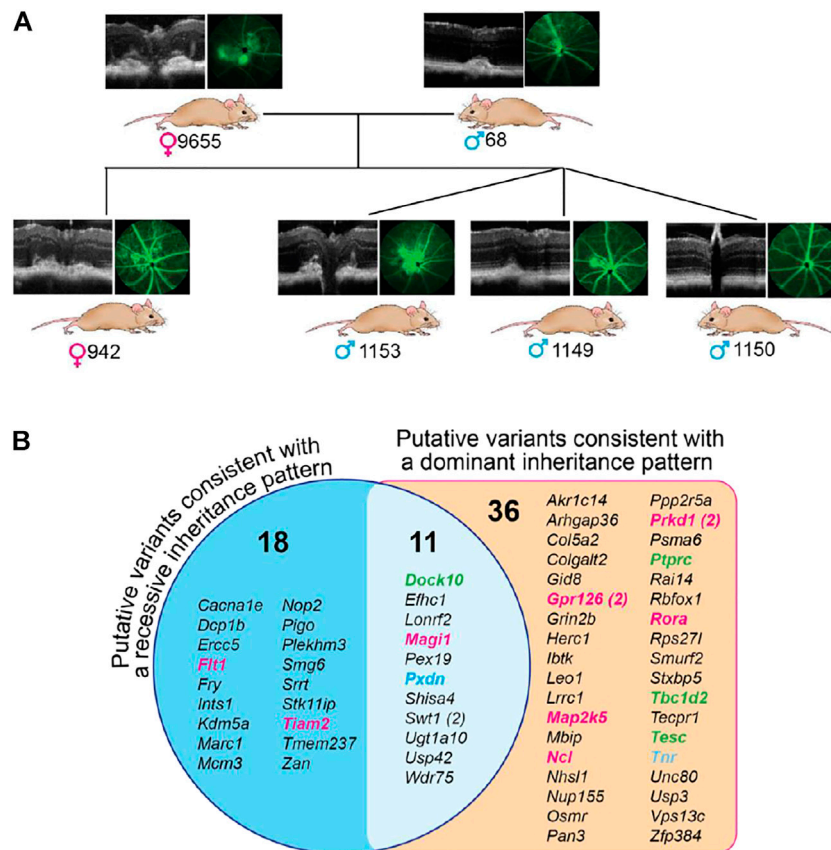 A
♀9655
♂68
♀942
♂1153
♂1149
♂1150
B
Putative variants consistent with
a recessive inheritance pattern
Putative variants consistent with
a dominant inheritance pattern
18
Cacna1e
Dcp1b
Ercc5
Flt1
Fry
Ints1
Kdm5a
Marc1
Mcm3
Nop2
Pigo
Plekhm3
Smg6
Srrt
Stk11ip
Tiam2
Tmem237
Zan
11
Dock10
Efhc1
Lonrf2
Magi1
Pex19
Pxdn
Shisa4
Swt1 (2)
Ugt1a10
Usp42
Wdr75
36
Akr1c14
Arhgap36
Col5a2
Colgalt2
Gid8
Gpr126 (2)
Grin2b
Herc1
Ibtk
Leo1
Lrrc1
Map2k5
Mbip
Ncl
Nhsl1
Nup155
Osmr
Pan3
Ppp2r5a
Prkd1 (2)
Psma6
Ptprc
Rai14
Rbfox1
Rora
Rps27l
Smurf2
Stxbp5
Tbc1d2
Tecpr1
Tesc
Tnr
Unc80
Usp3
Vps13c
Zfp384